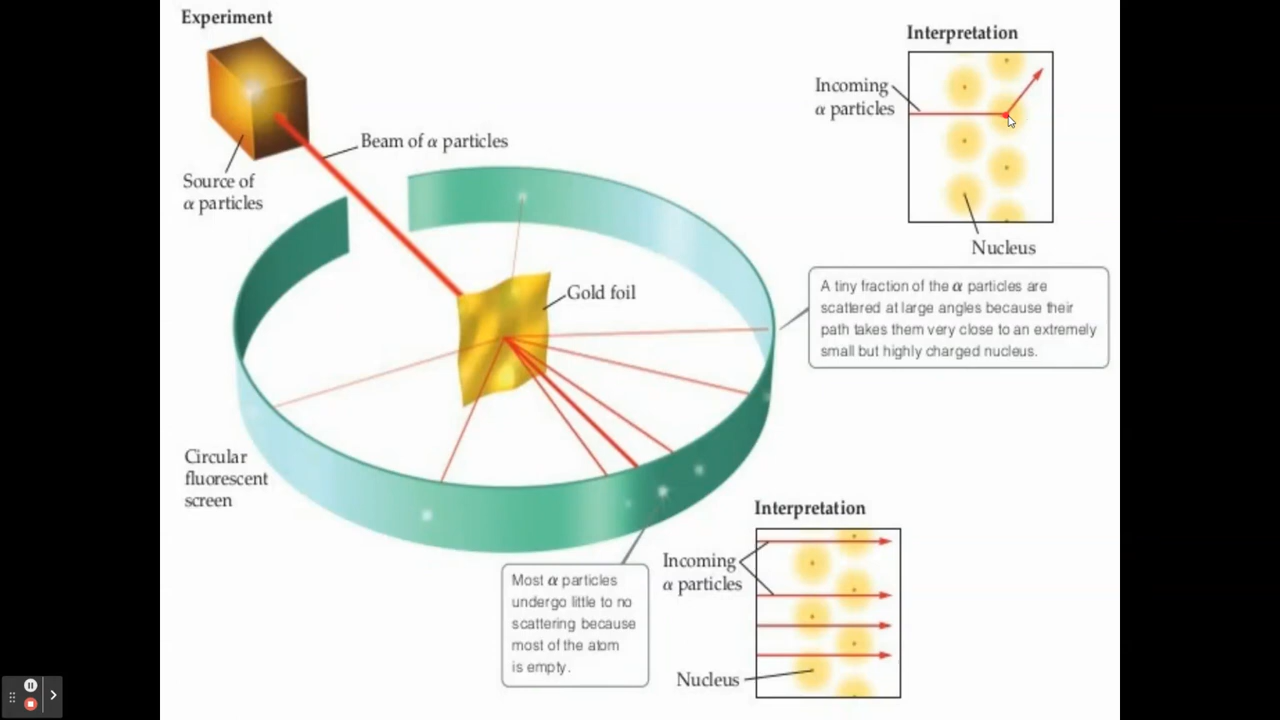 Experiment
Beam of α particles
Source of
α particles
Gold foil
Circular
fluorescent
screen
Most α particles
undergo little to no
scattering because
most of the atom
is empty.
Interpretation
Incoming
α particles
Nucleus
A tiny fraction of the α particles are
scattered at large angles because their
path takes them very close to an extremely
small but highly charged nucleus.
Interpretation
Incoming
α particles
Nucleus